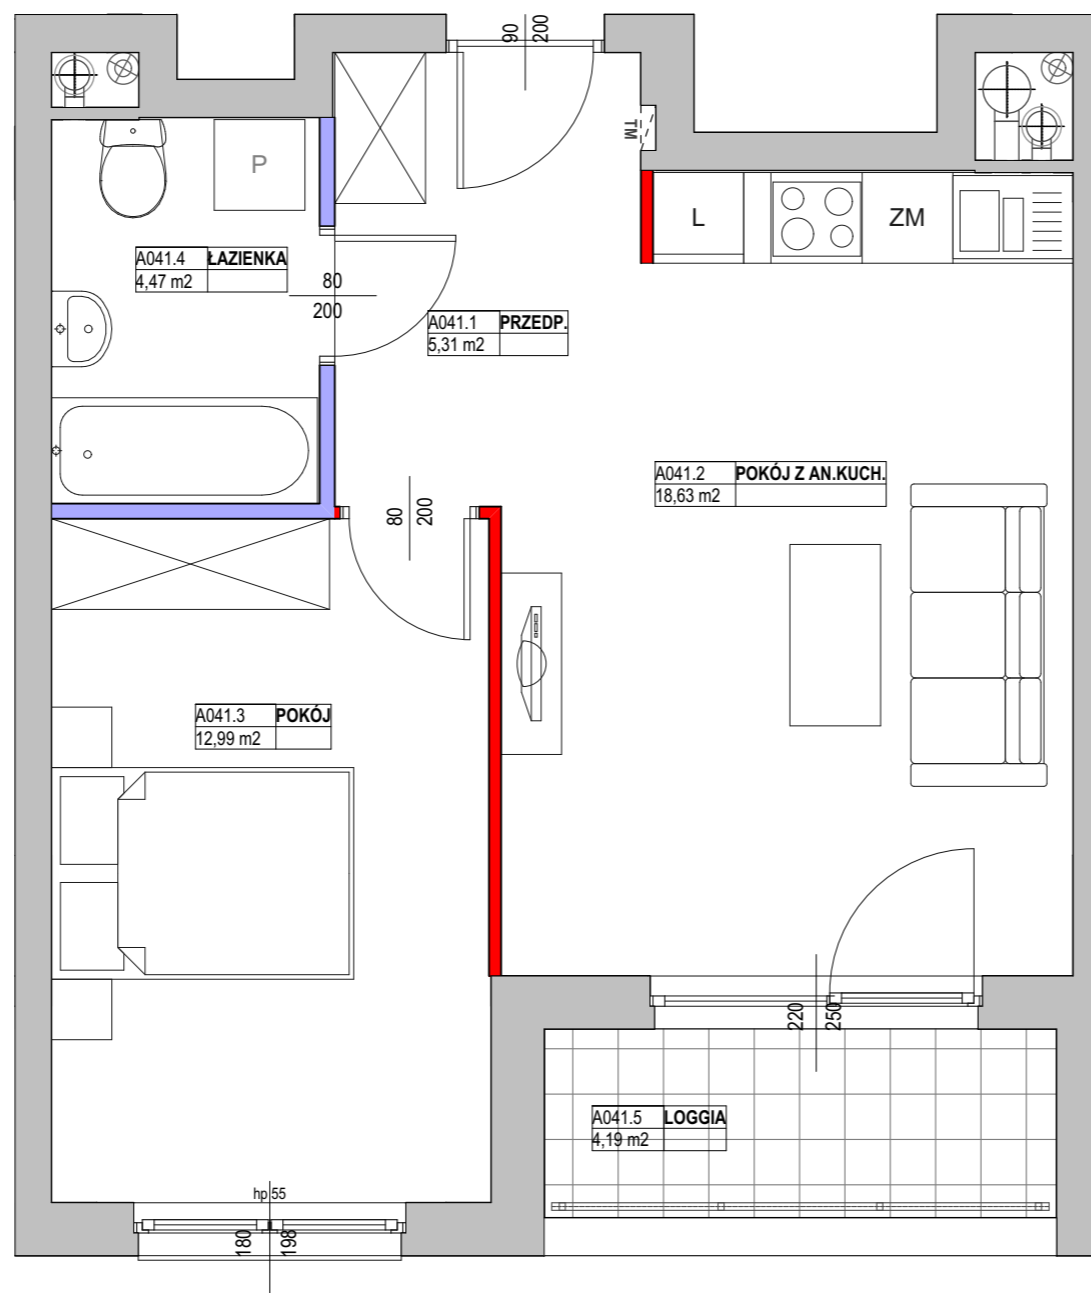 90
200
TM
P
L
ZM
A041.4 ŁAZIENKA
4,47 m2
80
200
A041.1 PRZEDP.
5,31 m2
A041.2 POKÓJ Z AN.KUCH.
18,63 m2
80
200
A041.3 POKÓJ
12,99 m2
220
250
A041.5 LOGGIA
4,19 m2
hp 55
180
198